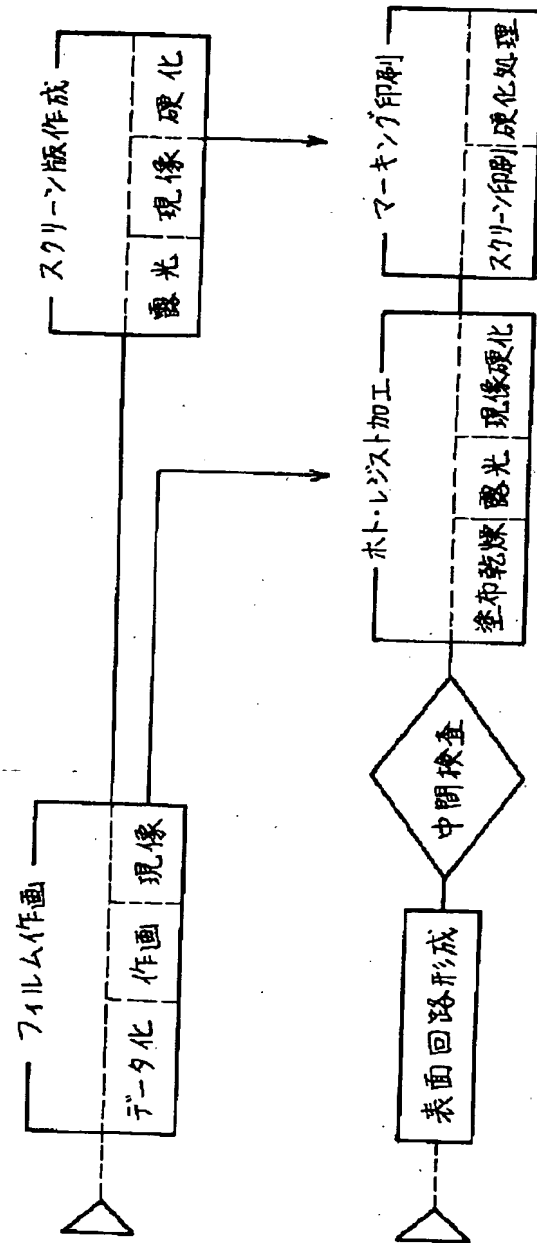 フィルム作画
データ化
作画
現像
スクリーン版作成
露光
現像
硬化
表面回路形成
中間検査
ホト・レジスト加工
塗布乾燥
露光
現像硬化
マーキング印刷
スクリーン印刷
硬化処理